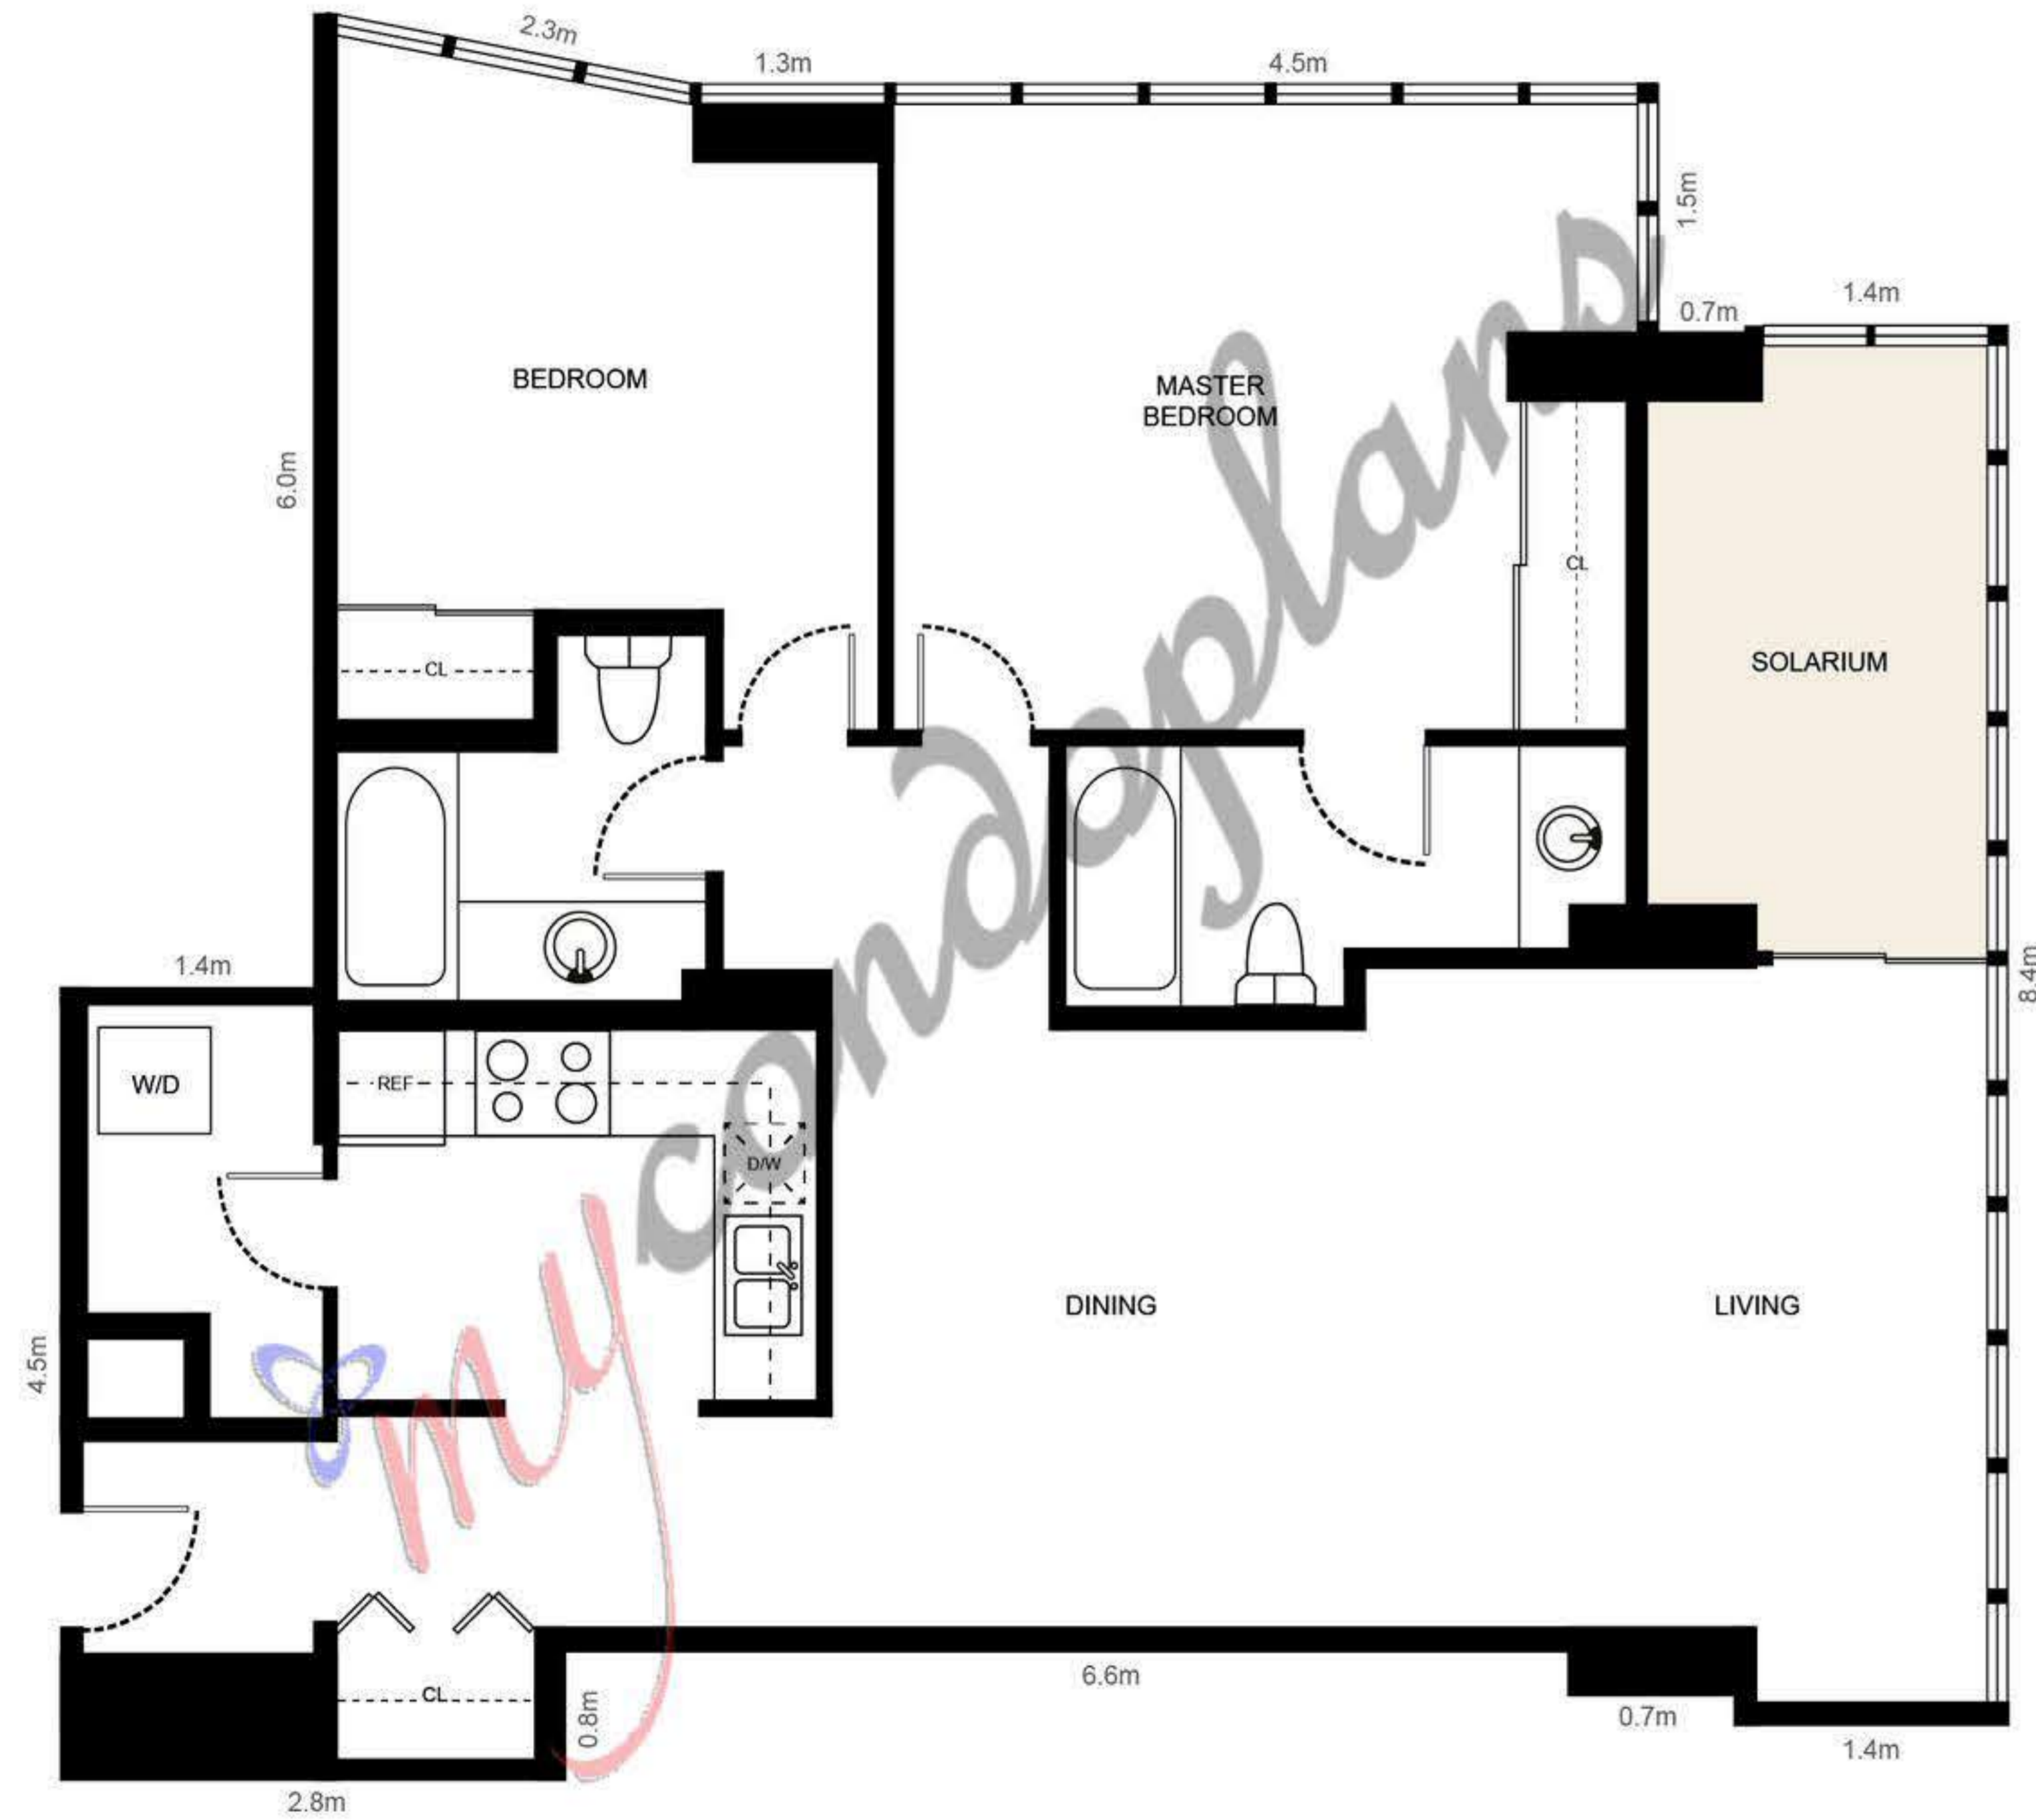 2.3m
1.3m
4.5m
1.5m
0.7m
1.4m
BEDROOM
MASTER
BEDROOM
6.0m
CL
SOLARIUM
CL
1.4m
8.4m
W/D
REF
D/W
4.5m
DINING
LIVING
my condoplans
CL
0.8m
6.6m
0.7m
1.4m
2.8m